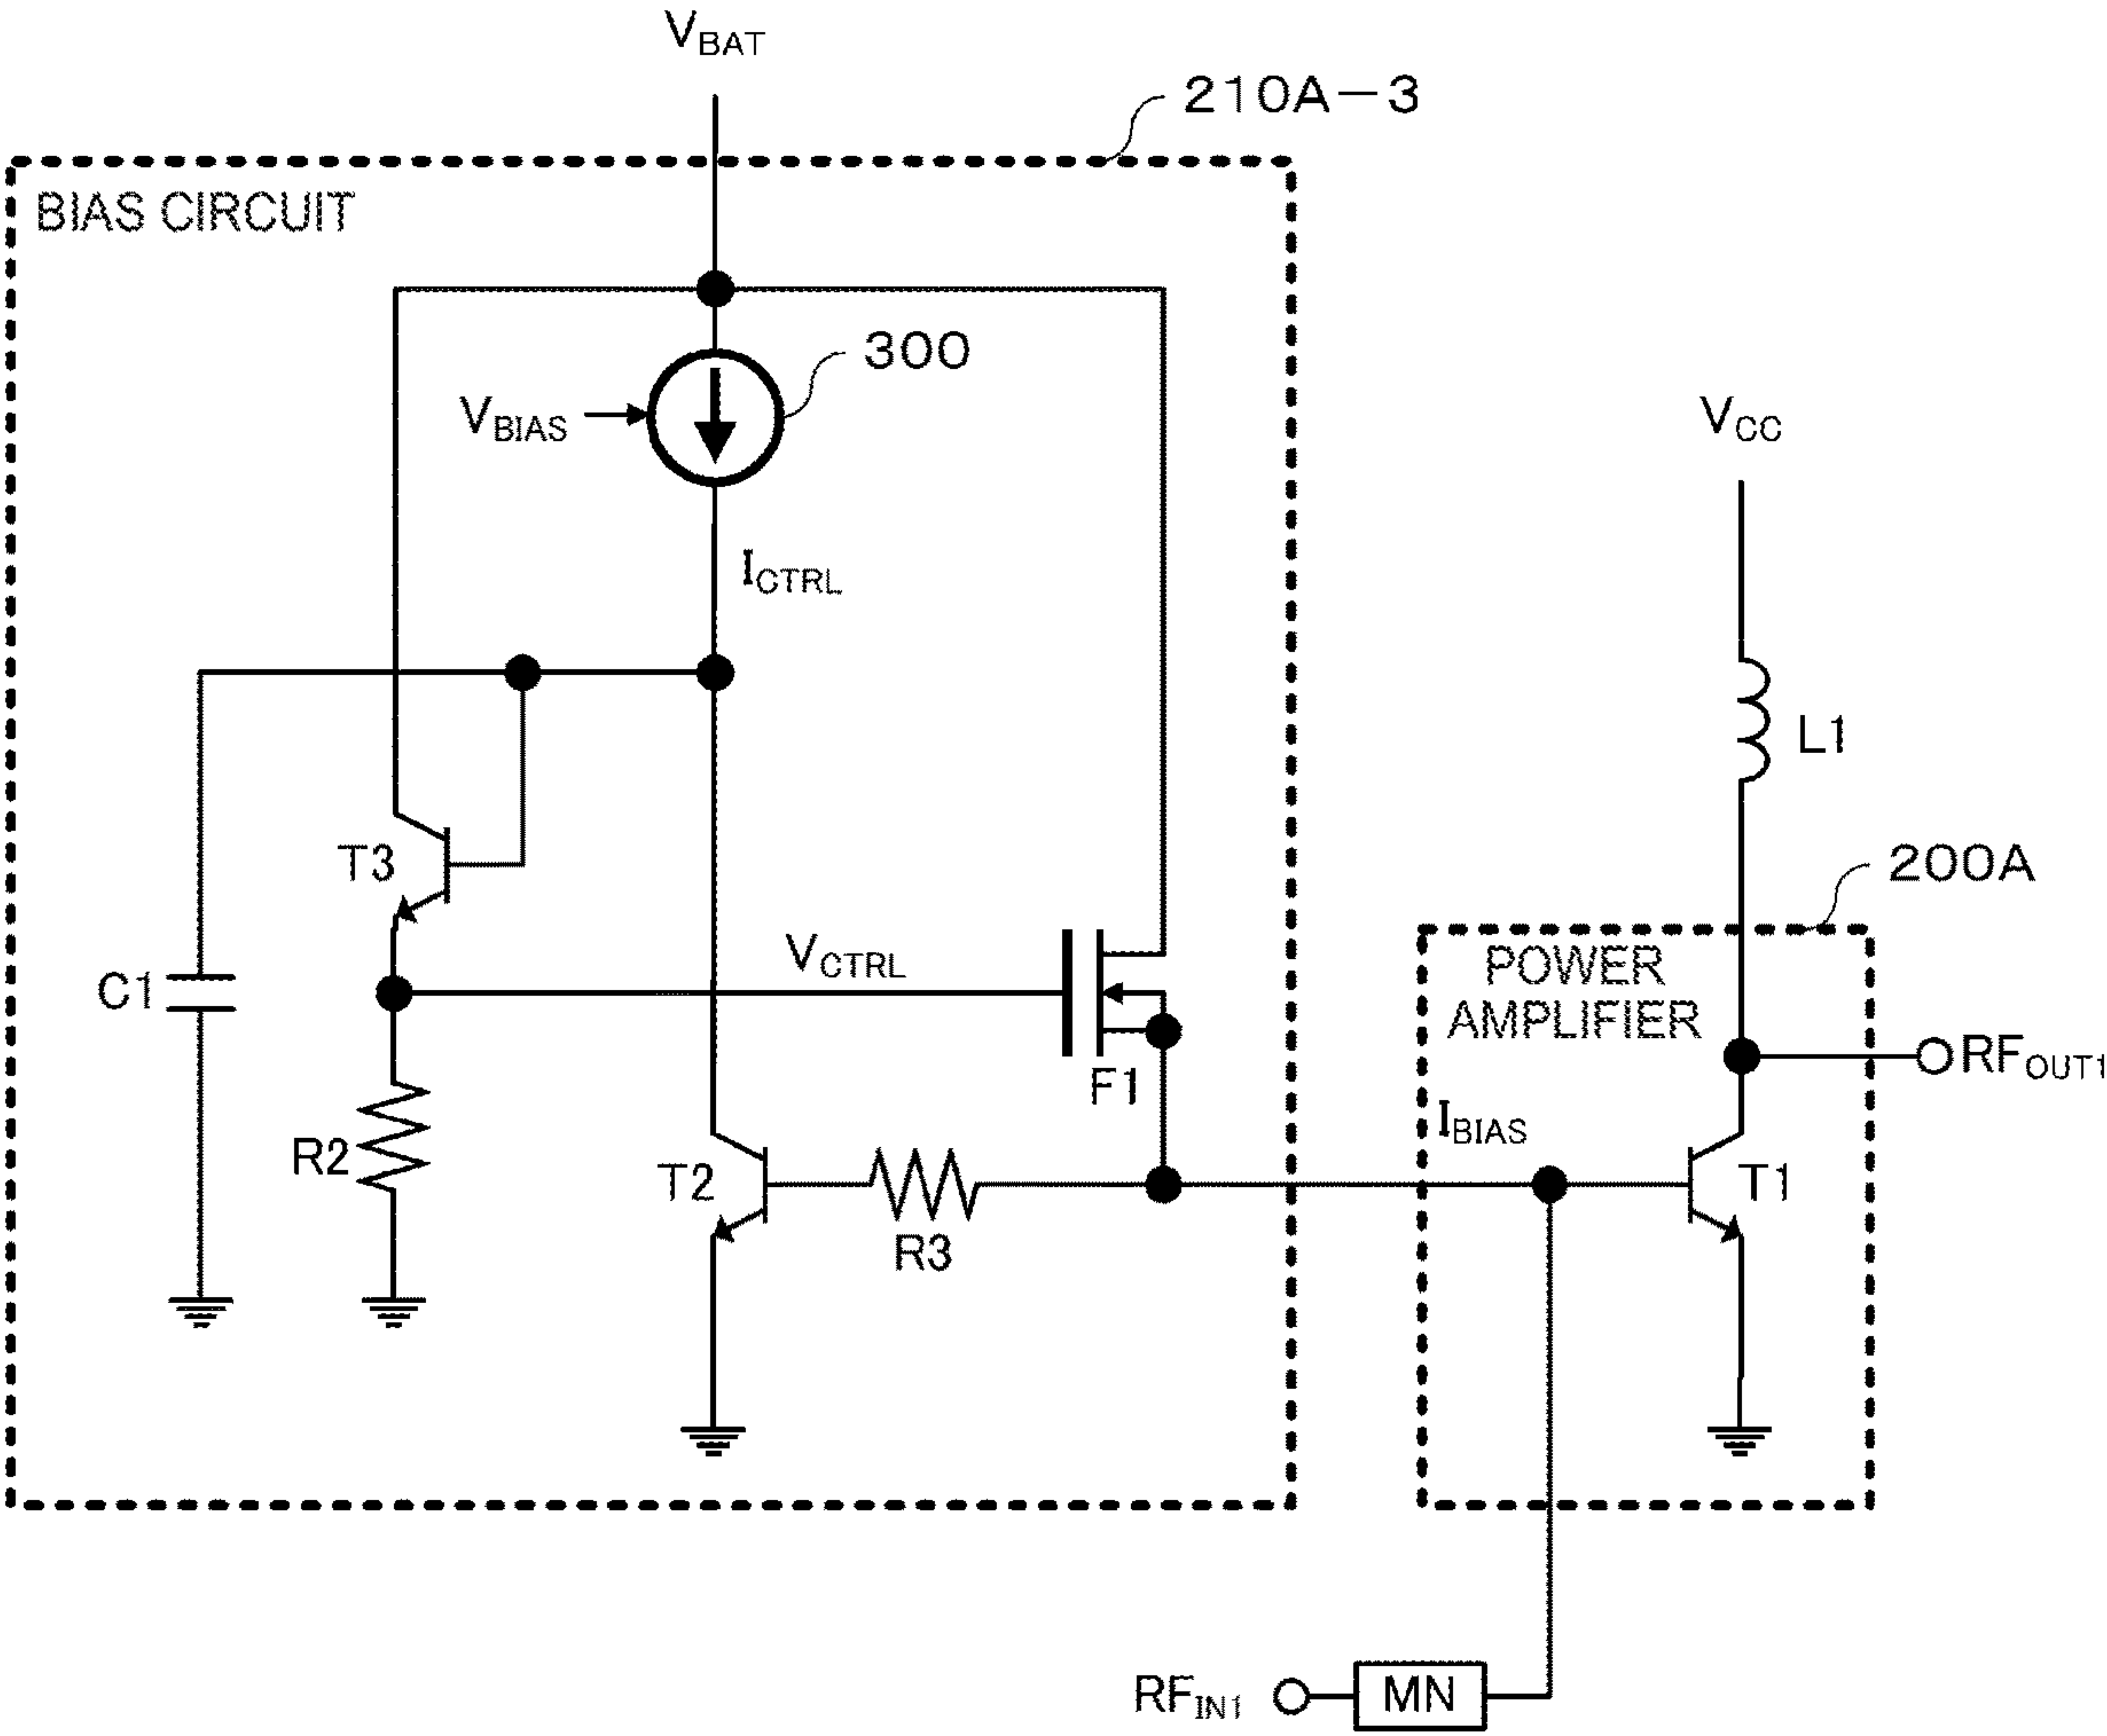 VBAT
210A-3
BIAS CIRCUIT
300
VBIAS
VCC
ICTRL
L1
T3
200A
VCTRL
POWER
AMPLIFIER
C1
RFOUT1
F1
IBIAS
R2
T2
T1
R3
RFIN1
MN